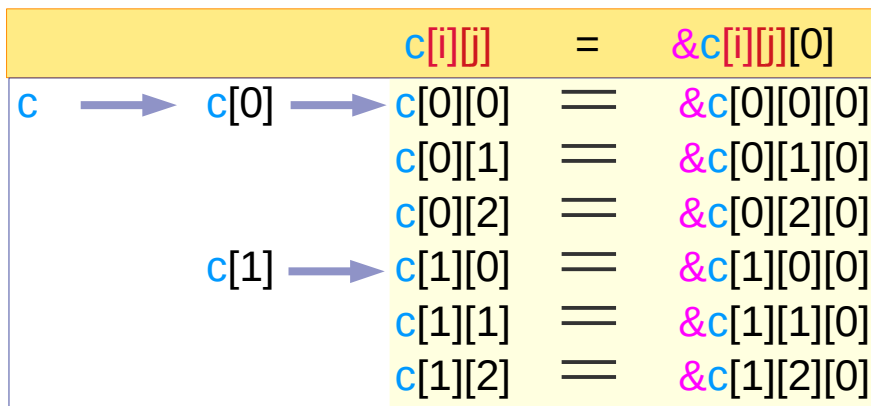 c[i][j] = &c[i][j][0]
c c[0] c[0][0] = &c[0][0][0]
c[0][1] = &c[0][1][0]
c[0][2] = &c[0][2][0]
c[1] c[1][0] = &c[1][0][0]
c[1][1] = &c[1][1][0]
c[1][2] = &c[1][2][0]